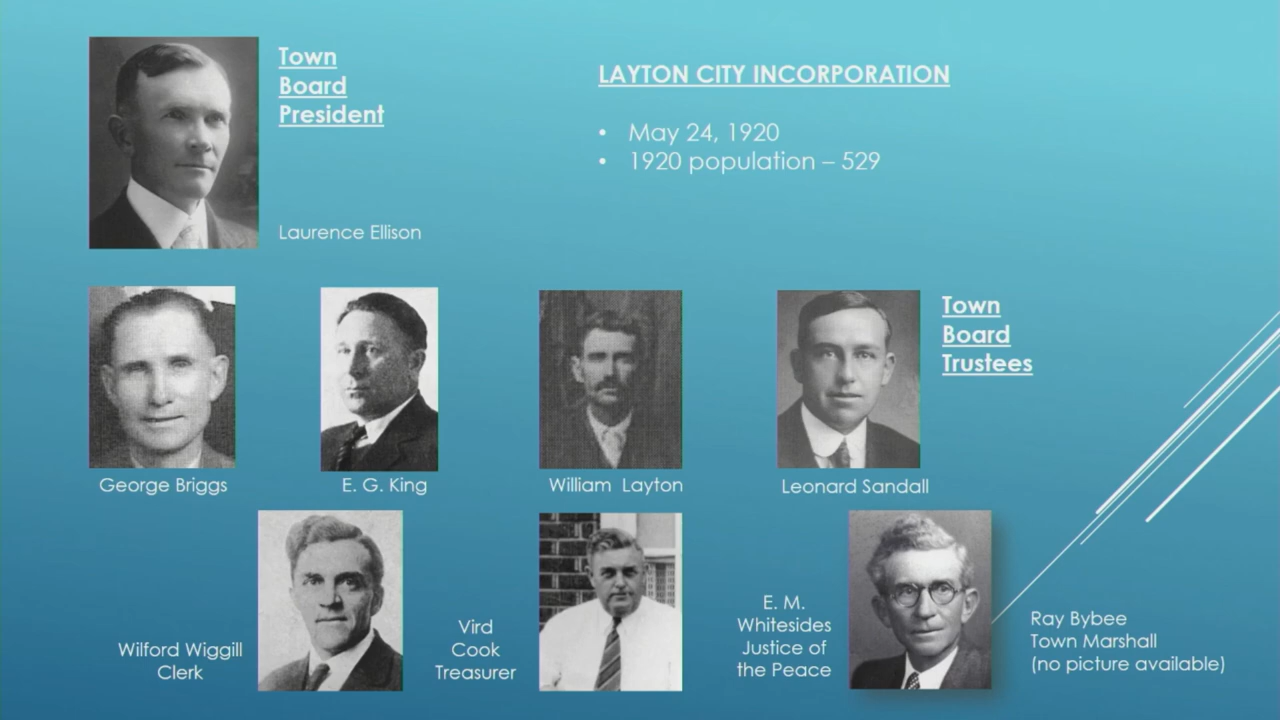 Town
Board
President
Laurence Ellison
LAYTON CITY INCORPORATION
• May 24, 1920
• 1920 population – 529
George Briggs
E. G. King
William Layton
Leonard Sandall
Town
Board
Trustees
Wilford Wiggill
Clerk
Vird
Cook
Treasurer
E. M.
Whitesides
Justice of
the Peace
Ray Bybee
Town Marshall
(no picture available)